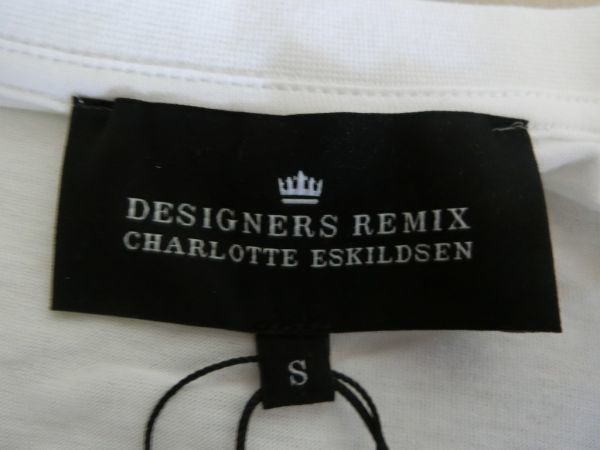 DESIGNERS REMIX
CHARLOTTE ESKILDSEN
S